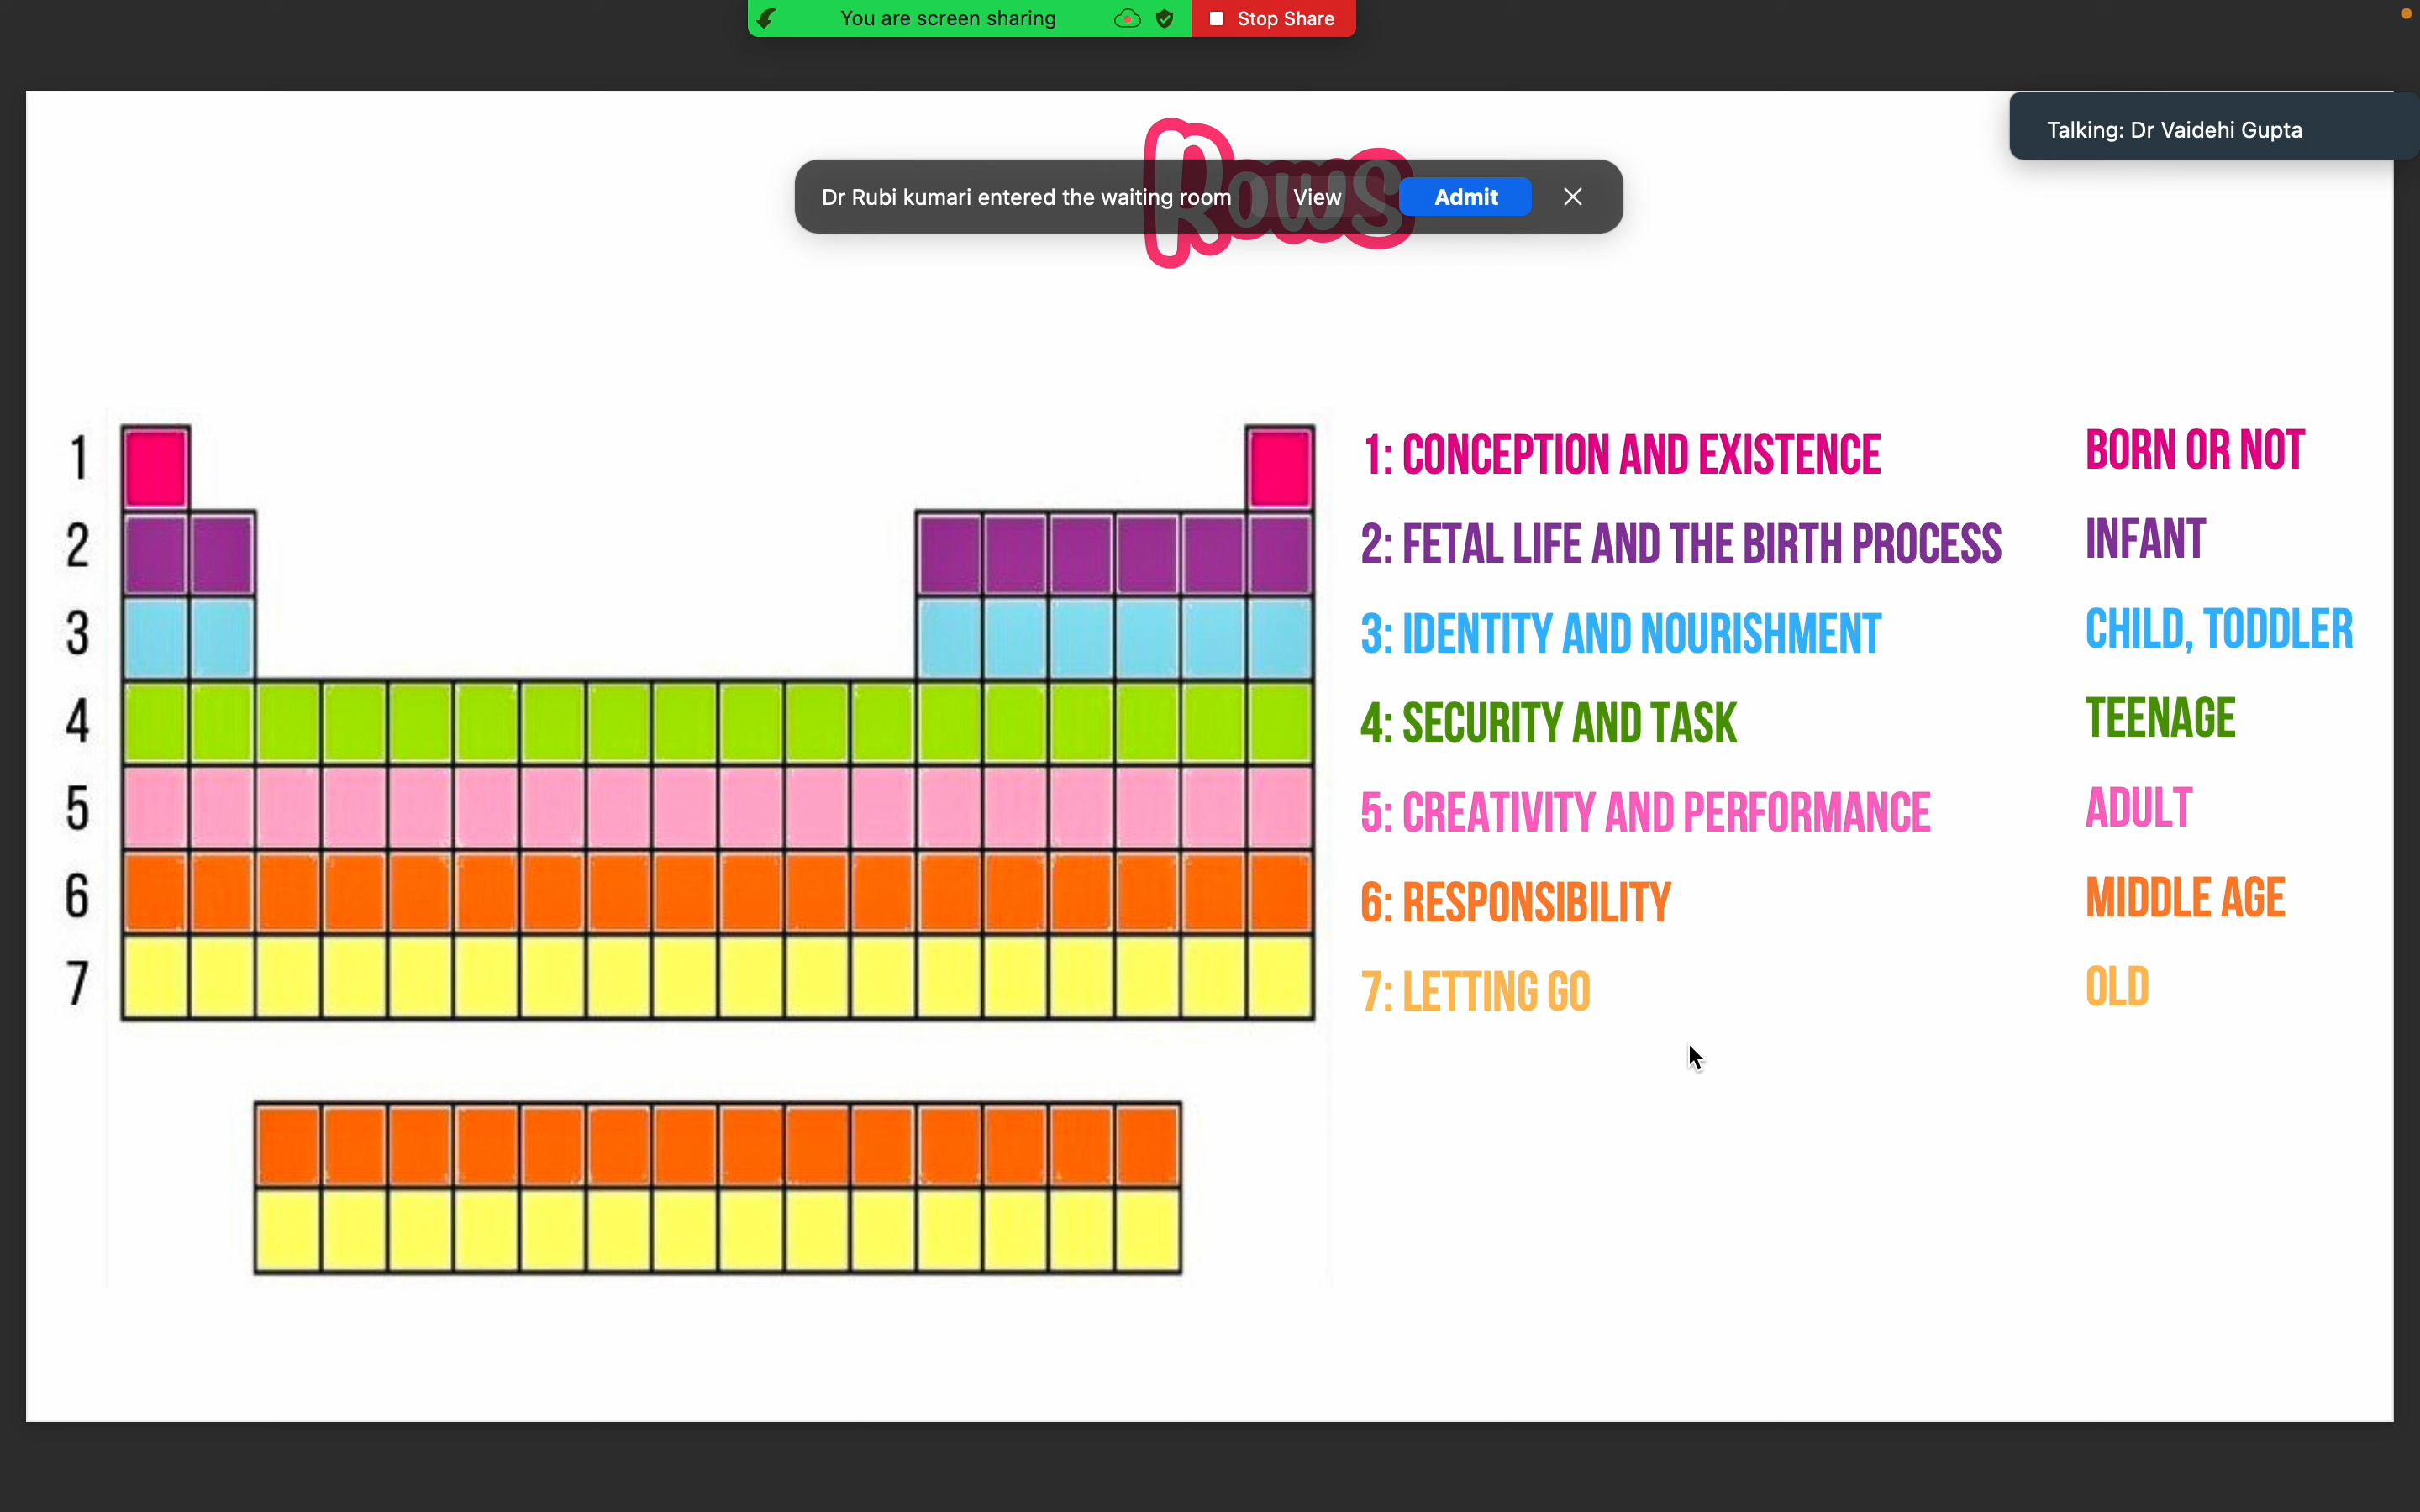 You are screen sharing
Stop Share
Talking: Dr Vaidehi Gupta
Rows
Dr Rubi kumari entered the waiting room View Admit
1
2
3
4
5
6
7
1: CONCEPTION AND EXISTENCE BORN OR NOT
2: FETAL LIFE AND THE BIRTH PROCESS INFANT
3: IDENTITY AND NOURISHMENT CHILD, TODDLER
4: SECURITY AND TASK TEENAGE
5: CREATIVITY AND PERFORMANCE ADULT
6: RESPONSIBILITY MIDDLE AGE
7: LETTING GO OLD